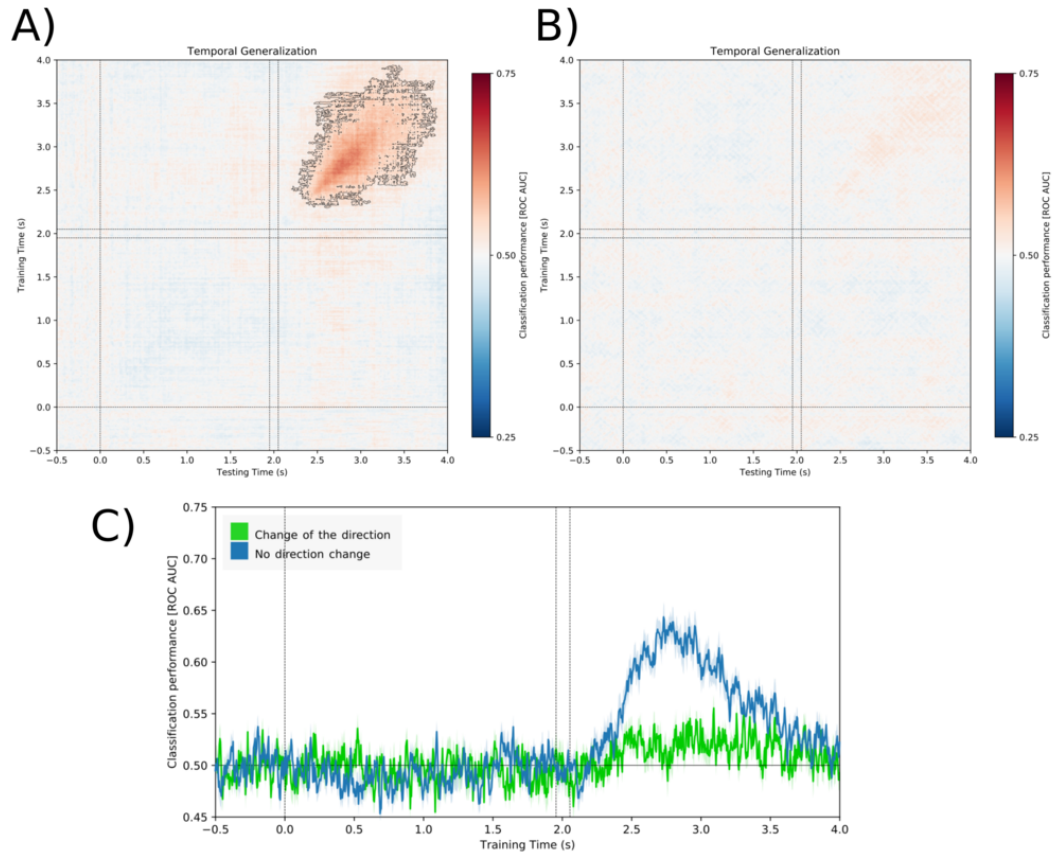 A)
Temporal Generalization
4.0
3.5
3.0
2.5
2.0
1.5
1.0
0.5
0.0
−0.5
Training Time (s)
−0.5 0.0 0.5 1.0 1.5 2.0 2.5 3.0 3.5 4.0
Testing Time (s)
0.75
0.50
0.25
Classification performance [ROC AUC]
B)
Temporal Generalization
4.0
3.5
3.0
2.5
2.0
1.5
1.0
0.5
0.0
−0.5
Training Time (s)
−0.5 0.0 0.5 1.0 1.5 2.0 2.5 3.0 3.5 4.0
Testing Time (s)
0.75
0.50
0.25
Classification performance [ROC AUC]
C)
0.75
0.70
0.65
0.60
0.55
0.50
0.45
Classification performance [ROC AUC]
Change of the direction
No direction change
−0.5 0.0 0.5 1.0 1.5 2.0 2.5 3.0 3.5 4.0
Training Time (s)